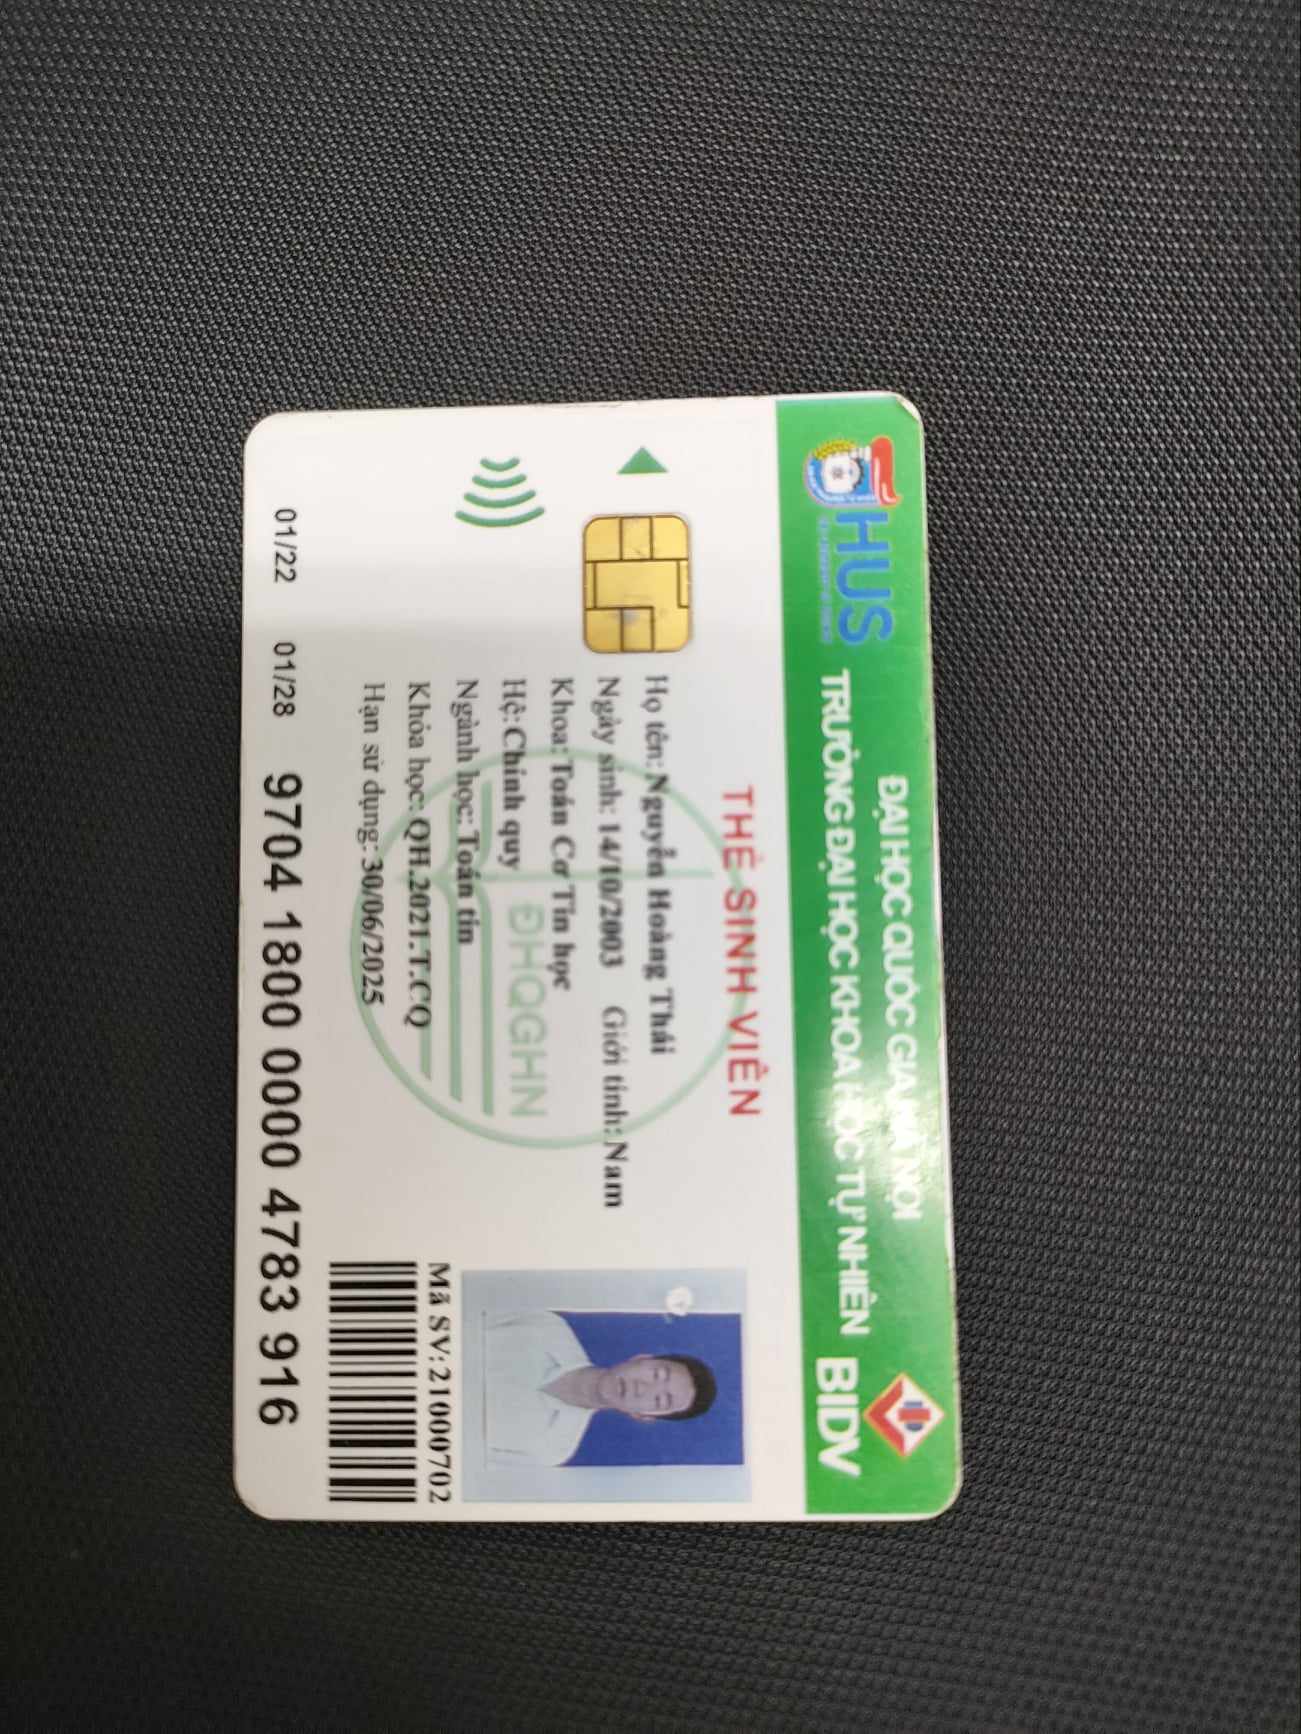 HUS
ĐẠI HỌC QUỐC GIA HÀ NỘI
TRƯỜNG ĐẠI HỌC KHOA HỌC TỰ NHIÊN
BIDV
THẺ SINH VIÊN
Họ tên: Nguyễn Hoàng Thái
Ngày sinh: 14/10/2003 Giới tính: Nam
Khoa: Toán Cơ Tin học
ĐHQGHN
Hệ: Chính quy
Ngành học: Toán tin
Khóa học: QH.2021.T.CQ
Hạn sử dụng: 30/06/2025
Mã SV: 21000702
01/22 01/28 9704 1800 0000 4783 916